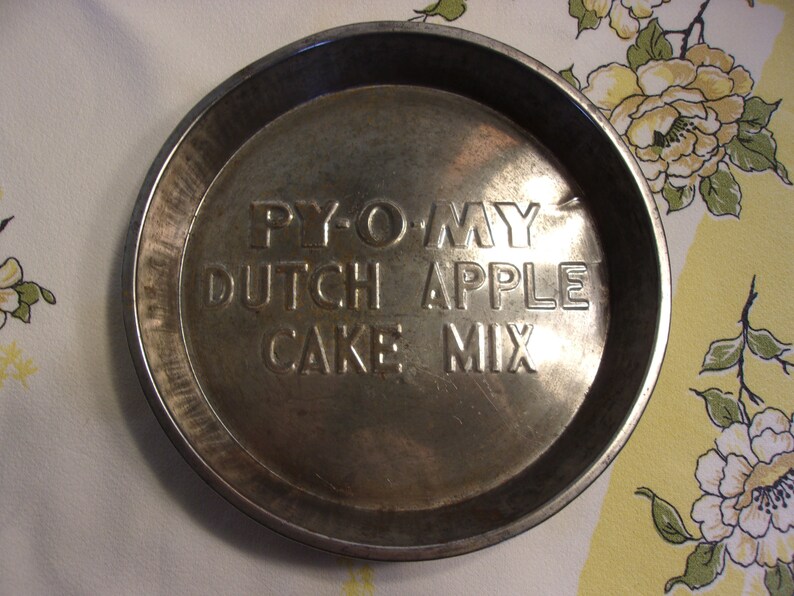 PY-O-MY
DUTCH APPLE
CAKE MIX